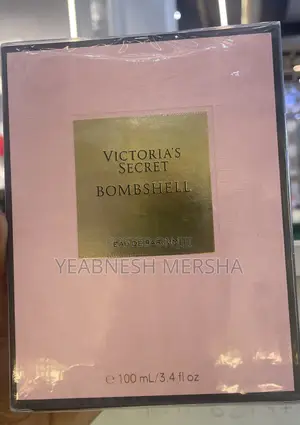 VICTORIA'S
SECRET
BOMBSHELL
EAU DE PARFUM
YEABNESH MERSHA
℮ 100 mL/3.4 fl oz